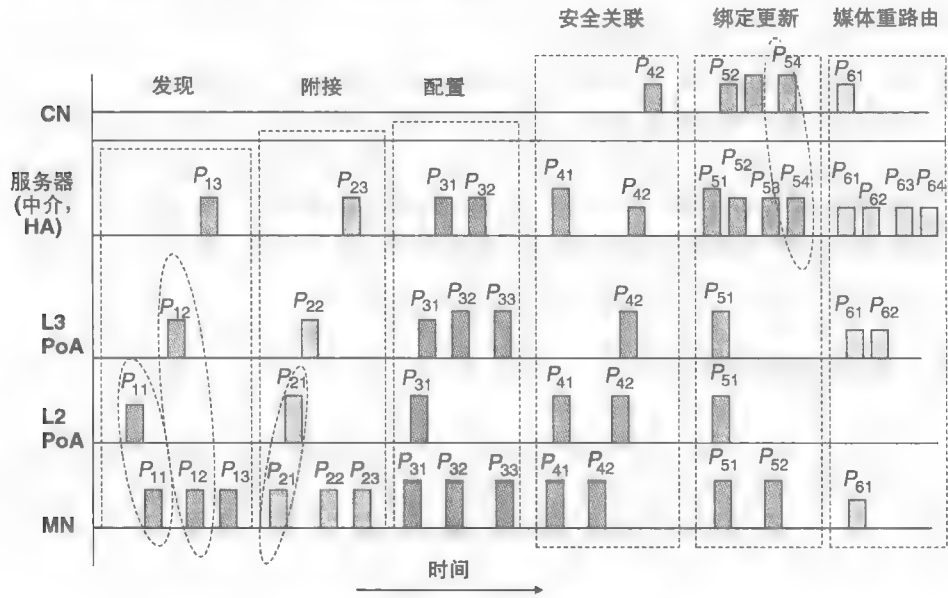 安全关联 绑定更新 媒体重路由
发现 附接 配置
CN P42 P52 P54 P61
服务器
(中介,
HA)
P13 P23 P31 P32 P41 P42 P51 P52 P53 P54 P61 P62 P63 P64
L3
PoA
P12 P22 P31 P32 P33 P42 P51 P61 P62
L2
PoA
P11 P21 P31 P41 P42 P51
MN P11 P12 P13 P21 P22 P23 P31 P32 P33 P41 P42 P51 P52 P61
时间